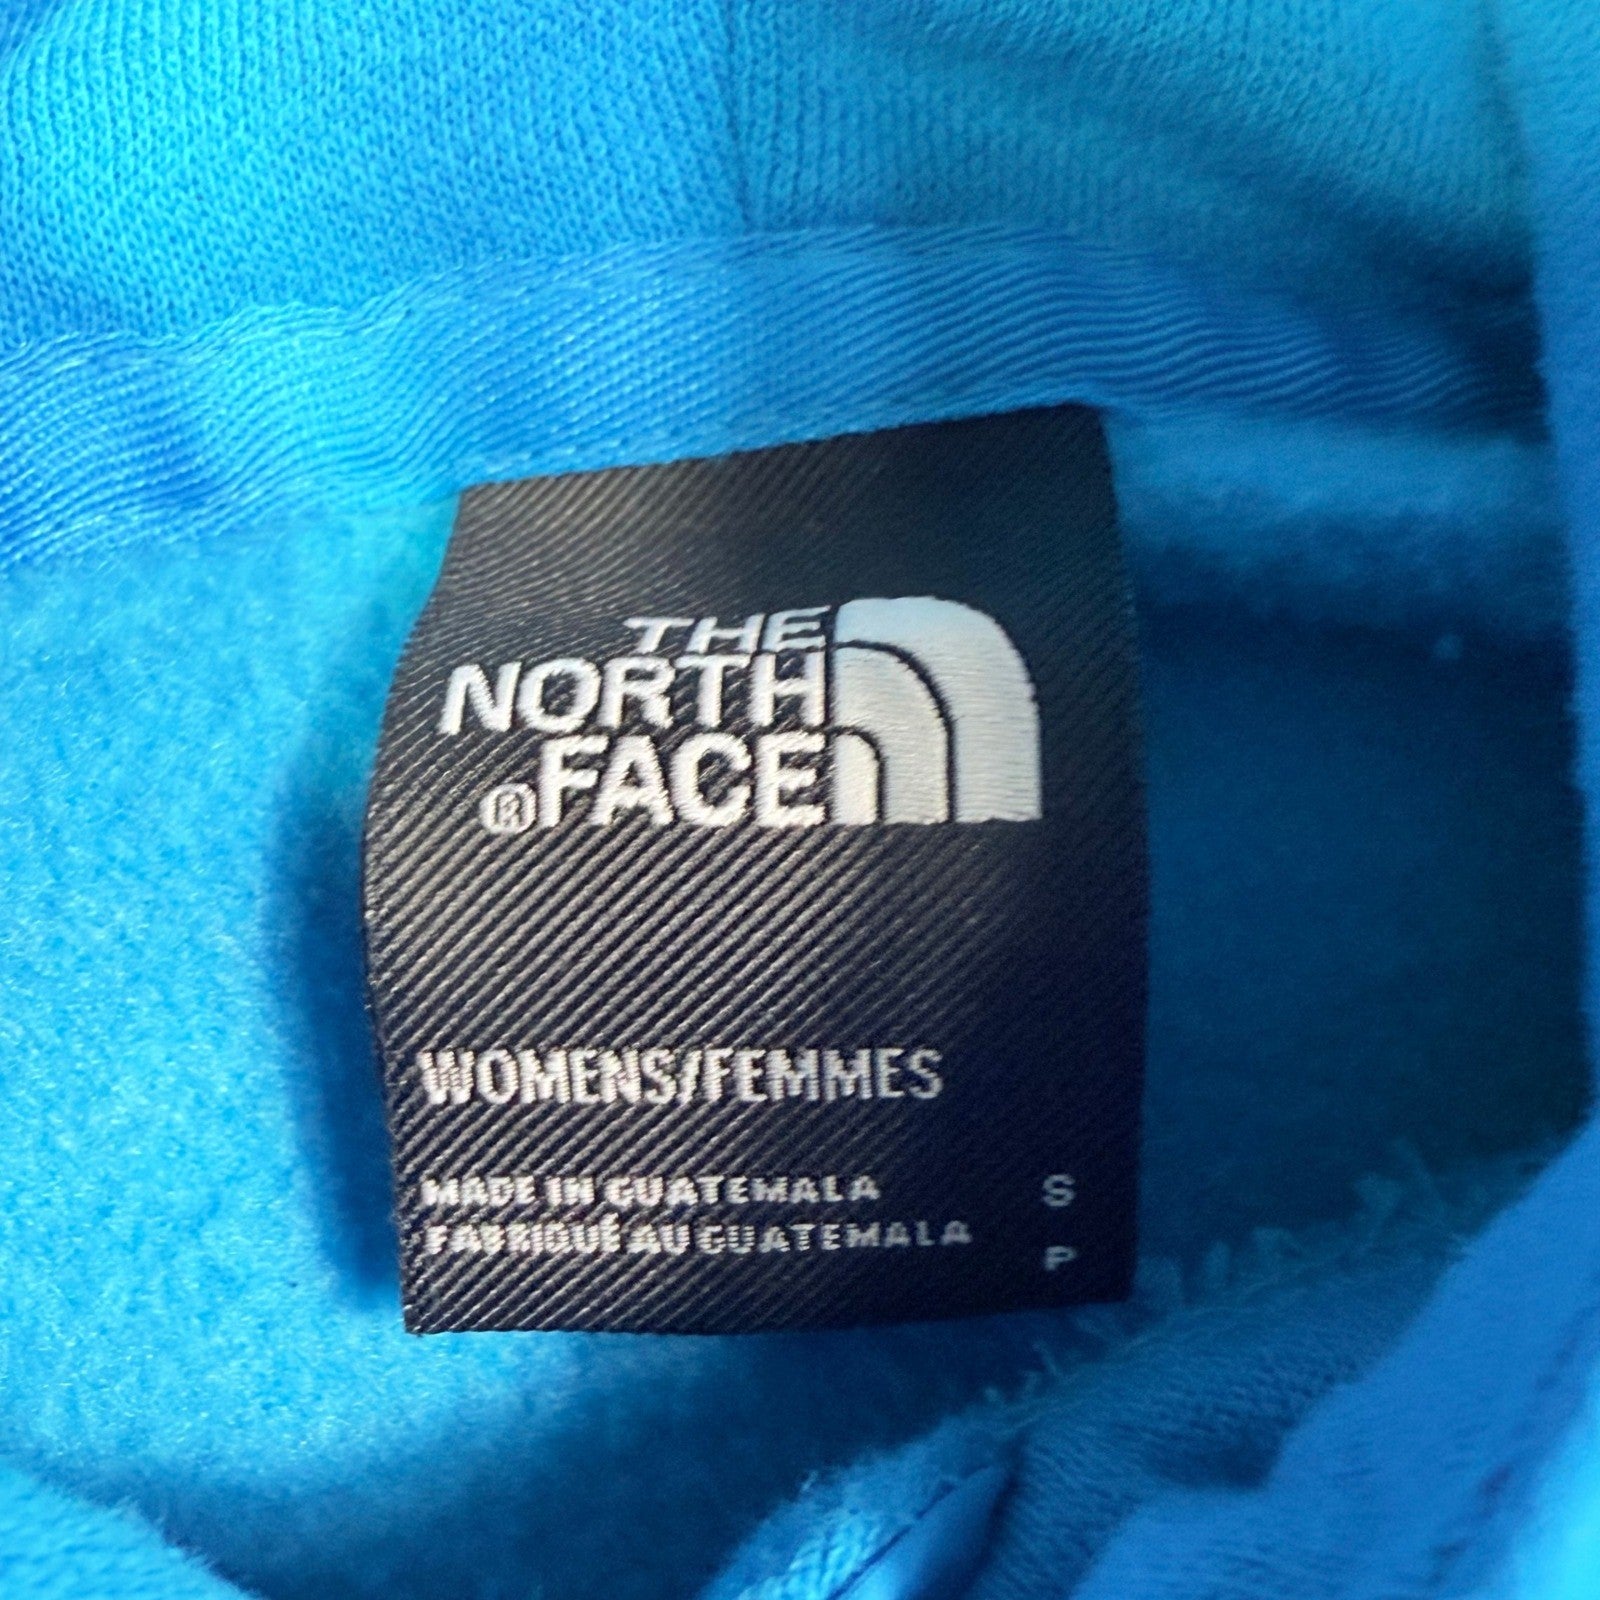 THE
NORTH
®FACE
WOMENS/FEMMES
MADE IN GUATEMALA S
FABRIQUÉ AU GUATEMALA P